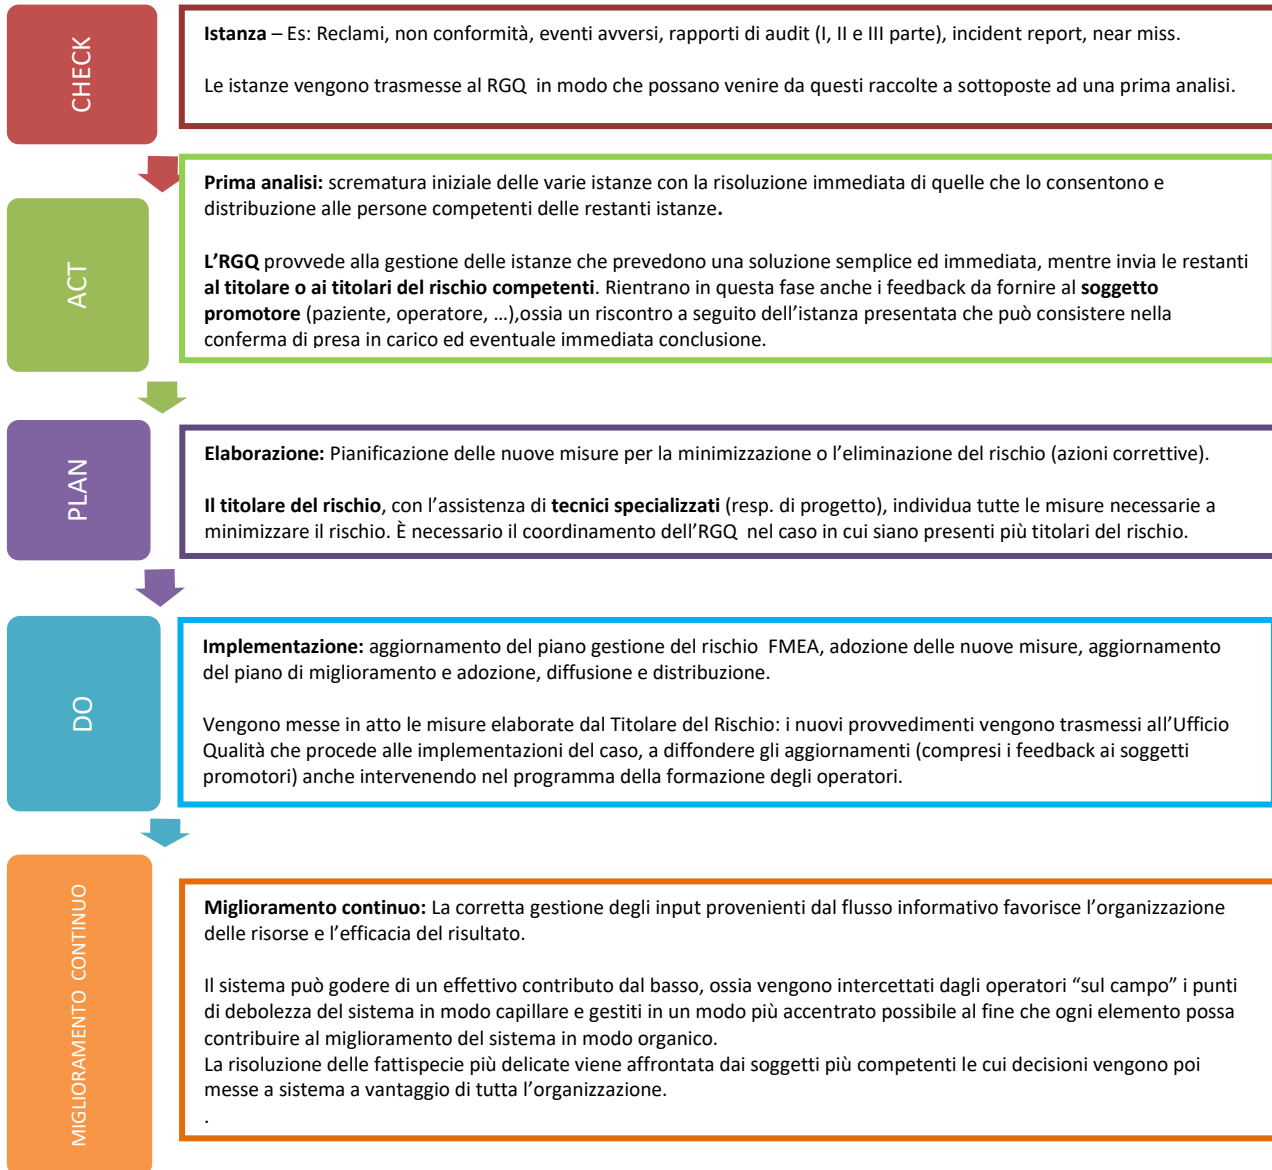 CHECK
Istanza – Es: Reclami, non conformità, eventi avversi, rapporti di audit (I, II e III parte), incident report, near miss.
Le istanze vengono trasmesse al RGQ in modo che possano venire da questi raccolte a sottoposte ad una prima analisi.
ACT
Prima analisi: scrematura iniziale delle varie istanze con la risoluzione immediata di quelle che lo consentono e
distribuzione alle persone competenti delle restanti istanze.
L’RGQ provvede alla gestione delle istanze che prevedono una soluzione semplice ed immediata, mentre invia le restanti
al titolare o ai titolari del rischio competenti. Rientrano in questa fase anche i feedback da fornire al soggetto
promotore (paziente, operatore, …),ossia un riscontro a seguito dell’istanza presentata che può consistere nella
conferma di presa in carico ed eventuale immediata conclusione.
PLAN
Elaborazione: Pianificazione delle nuove misure per la minimizzazione o l’eliminazione del rischio (azioni correttive).
Il titolare del rischio, con l’assistenza di tecnici specializzati (resp. di progetto), individua tutte le misure necessarie a
minimizzare il rischio. È necessario il coordinamento dell’RGQ nel caso in cui siano presenti più titolari del rischio.
DO
Implementazione: aggiornamento del piano gestione del rischio FMEA, adozione delle nuove misure, aggiornamento
del piano di miglioramento e adozione, diffusione e distribuzione.
Vengono messe in atto le misure elaborate dal Titolare del Rischio: i nuovi provvedimenti vengono trasmessi all’Ufficio
Qualità che procede alle implementazioni del caso, a diffondere gli aggiornamenti (compresi i feedback ai soggetti
promotori) anche intervenendo nel programma della formazione degli operatori.
MIGLIORAMENTO CONTINUO
Miglioramento continuo: La corretta gestione degli input provenienti dal flusso informativo favorisce l’organizzazione
delle risorse e l’efficacia del risultato.
Il sistema può godere di un effettivo contributo dal basso, ossia vengono intercettati dagli operatori “sul campo” i punti
di debolezza del sistema in modo capillare e gestiti in un modo più accentrato possibile al fine che ogni elemento possa
contribuire al miglioramento del sistema in modo organico.
La risoluzione delle fattispecie più delicate viene affrontata dai soggetti più competenti le cui decisioni vengono poi
messe a sistema a vantaggio di tutta l’organizzazione.
.